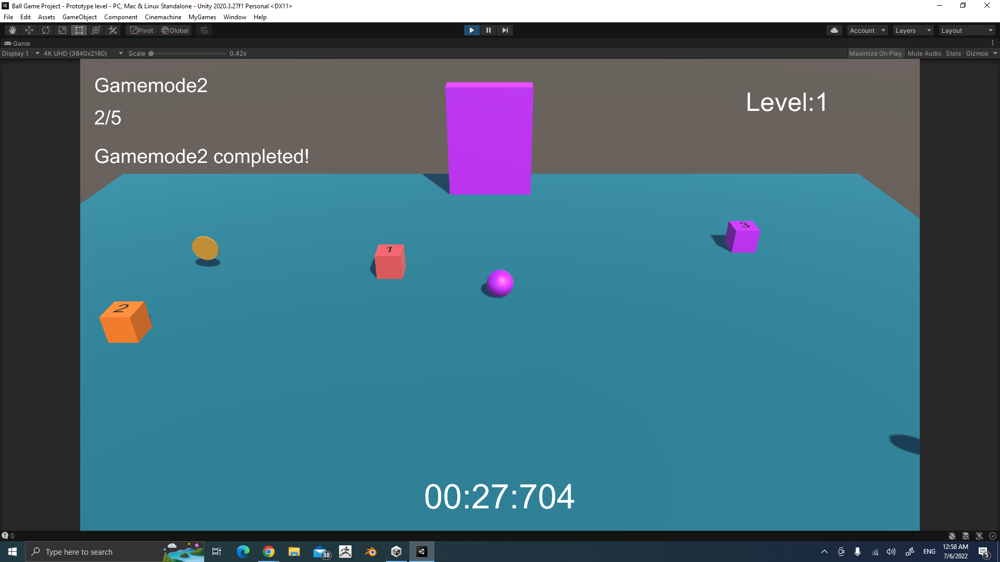 Ball Game Project - Prototype level - PC, Mac & Linux Standalone - Unity 2020.3.27f1 Personal <DX11>
File Edit Assets GameObject Component Cinemachine MyGames Window Help
Pivot Global Account Layers Layout
Game
Display 1 4K UHD (3840x2160) Scale 0.42x Maximize On Play Mute Audio Stats Gizmos
Gamemode2
Level:1
2/5
Gamemode2 completed!
3
1
2
00:27:704
0
Type here to search
38
ENG
12:58 AM
7/6/2022
5